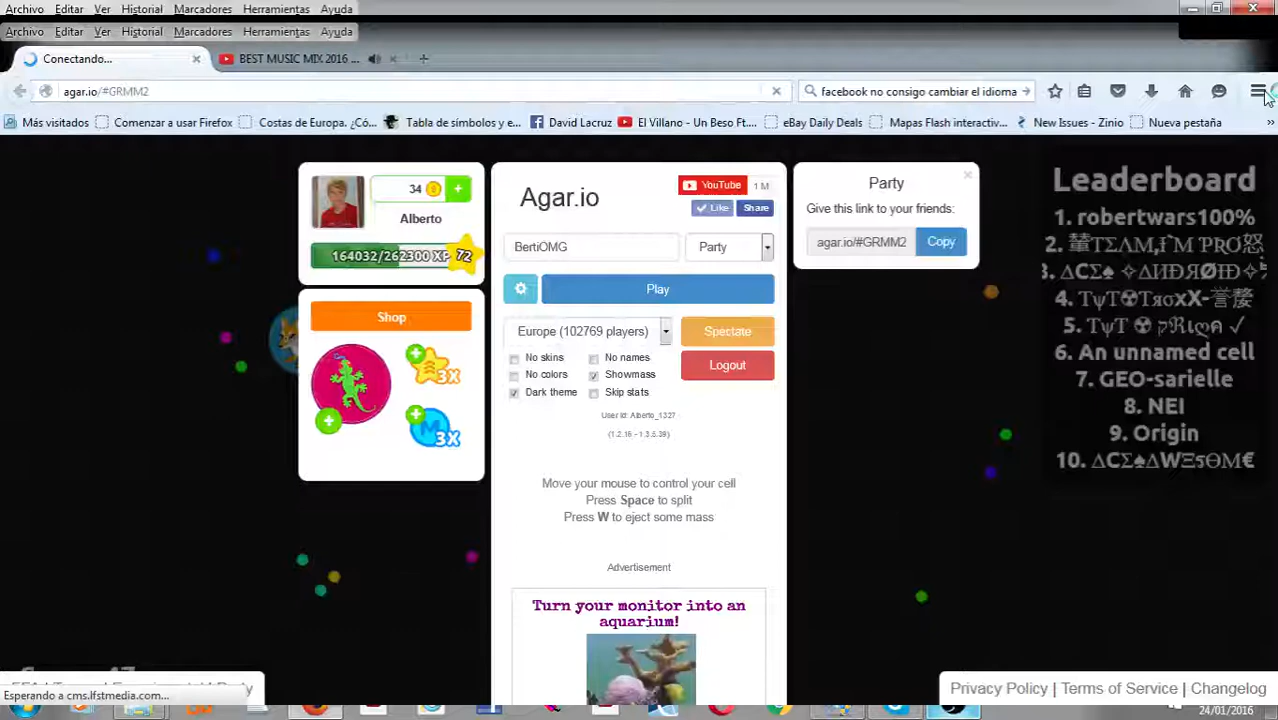 Archivo Editar Ver Historial Marcadores Herramientas Ayuda
Archivo Editar Ver Historial Marcadores Herramientas Ayuda
Conectando... BEST MUSIC MIX 2016 ...
agar.io/#GRMM2 facebook no consigo cambiar el idioma
Más visitados Comenzar a usar Firefox Costas de Europa. ¿Có... Tabla de símbolos y e... David Lacruz El Villano - Un Beso Ft.... eBay Daily Deals Mapas Flash interactiv... New Issues - Zinio Nueva pestaña
34
Alberto
164032/262300 XP 72
Shop
3X
M 3X
Agar.io
YouTube 1 M
Like Share
BertiOMG Party
Play
Europe (102769 players) Spectate
No skins No names
No colors Showmass
Logout
Dark theme Skip stats
User Id: Alberto_1327
(1.2.16 - 1.3.5.39)
Move your mouse to control your cell
Press Space to split
Press W to eject some mass
Advertisement
Turn your monitor into an
aquarium!
Party
Give this link to your friends:
agar.io/#GRMM2 Copy
Leaderboard
1. robertwars100%
2.
3.
4.
5.
6. An unnamed cell
7. GEO-sarielle
8. NEI
9. Origin
10.
Esperando a cms.lfstmedia.com...
Privacy Policy | Terms of Service | Changelog
24/01/2016